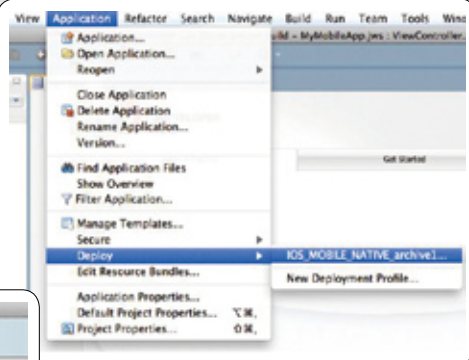 View Application Refactor Search Navigate Build Run Team Tools
MyMobileApp.jws : ViewController.
Application...
Open Application...
Reopen
Close Application
Delete Application
Rename Application...
Version...
Find Application Files
Show Overview
Get Started
Filter Application...
Manage Templates...
Secure
Deploy
IOS_MOBILE_NATIVE_archive1...
Edit Resource Bundles...
New Deployment Profile...
Application Properties...
Default Project Properties... ⌥⌘,
Project Properties... ⇧⌘,